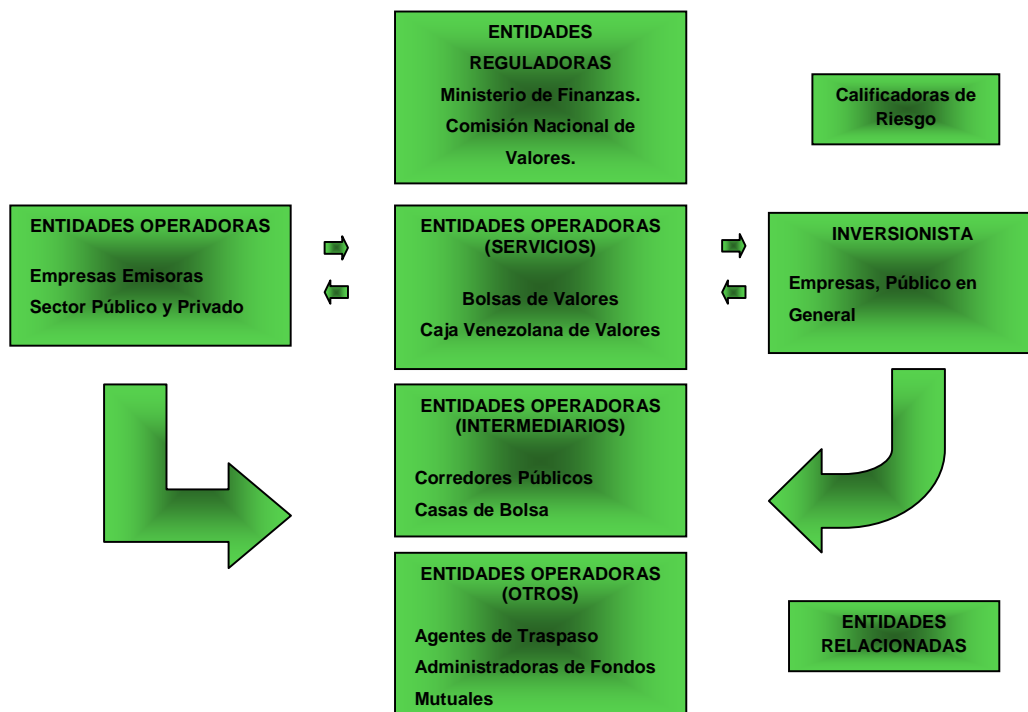 ENTIDADES
REGULADORAS
Ministerio de Finanzas.
Comisión Nacional de
Valores.
Calificadoras de
Riesgo
ENTIDADES OPERADORAS
Empresas Emisoras
Sector Público y Privado
ENTIDADES OPERADORAS
(SERVICIOS)
Bolsas de Valores
Caja Venezolana de Valores
INVERSIONISTA
Empresas, Público en
General
ENTIDADES OPERADORAS
(INTERMEDIARIOS)
Corredores Públicos
Casas de Bolsa
ENTIDADES OPERADORAS
(OTROS)
Agentes de Traspaso
Administradoras de Fondos
Mutuales
ENTIDADES
RELACIONADAS